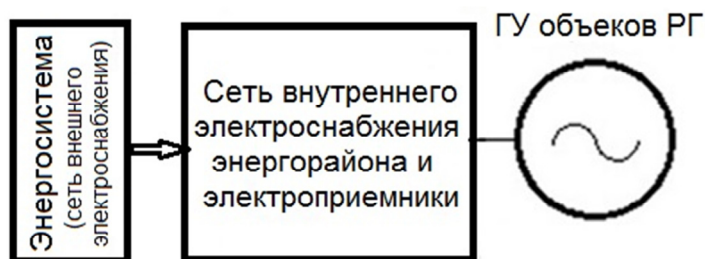 Энергосистема
(сеть внешнего
электроснабжения)
Сеть внутреннего
электроснабжения
энергорайона и
электроприемники
ГУ объеков РГ